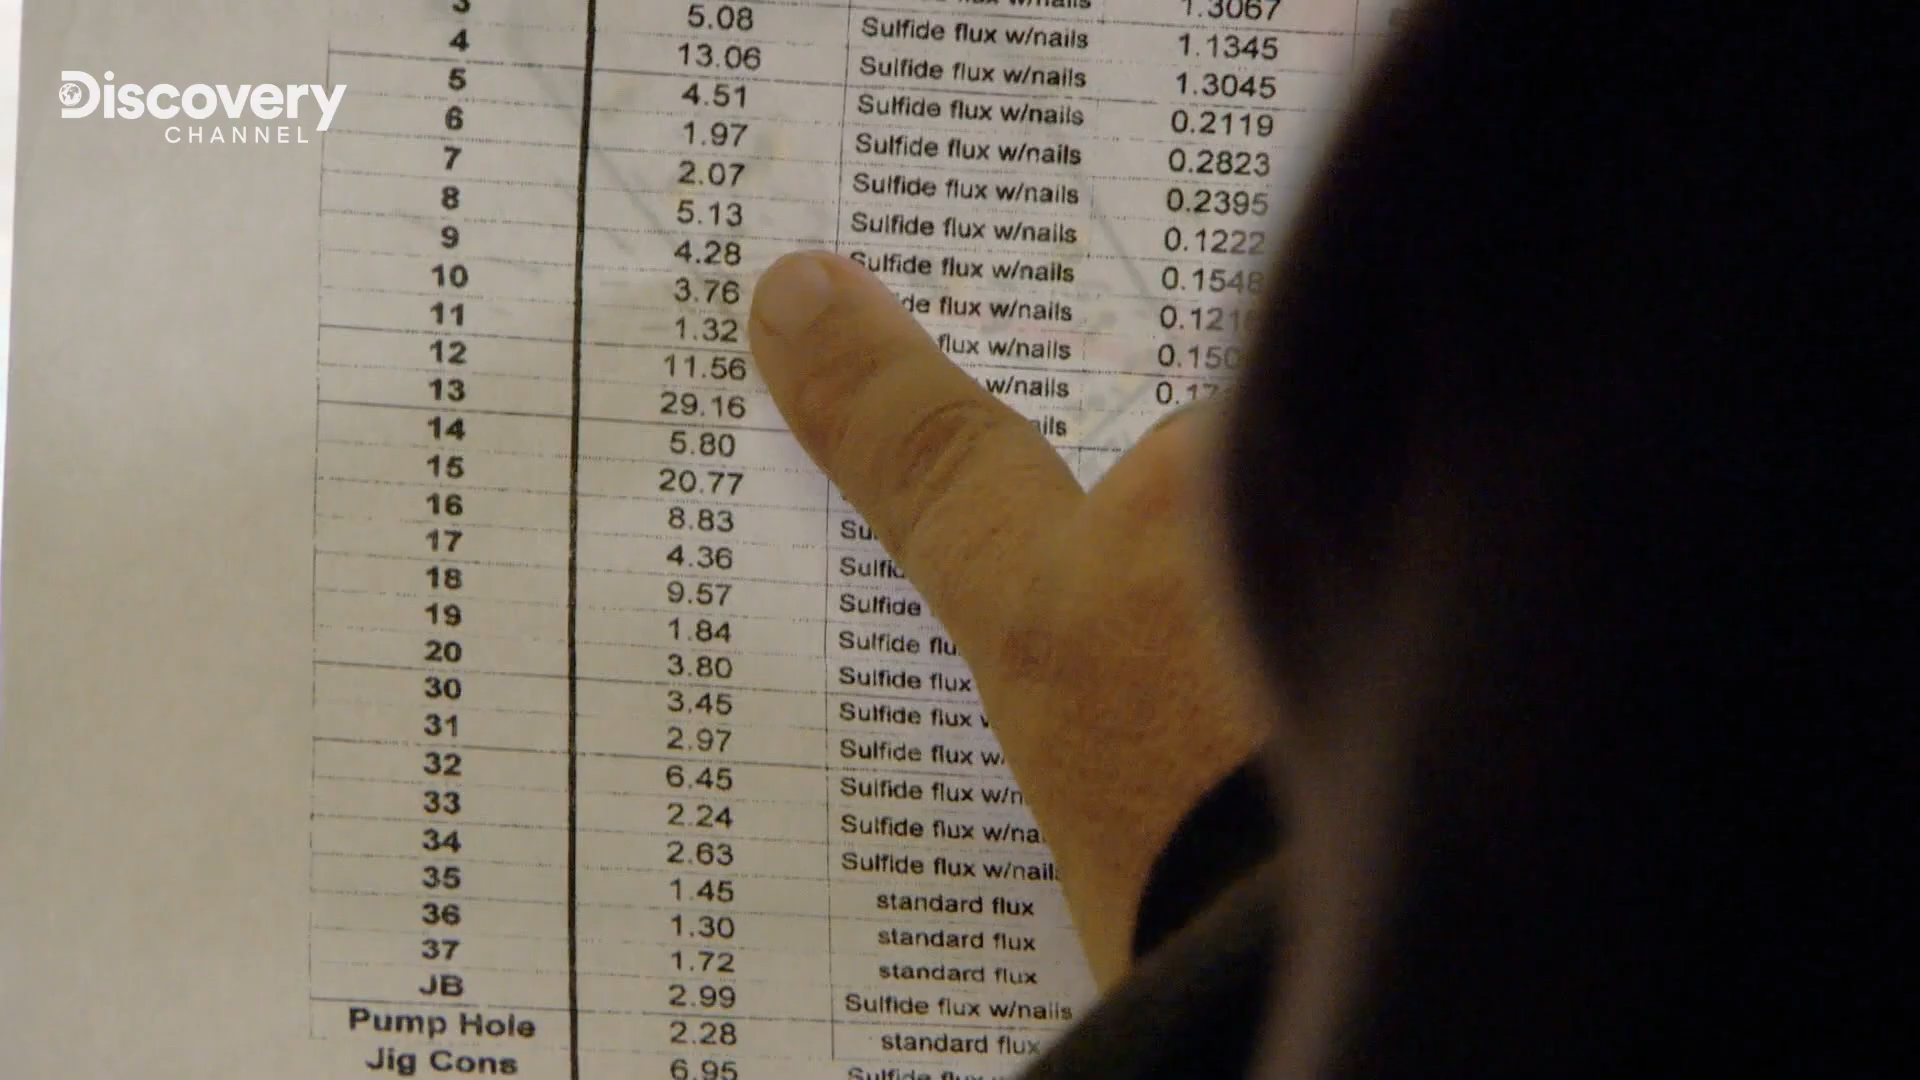 Discovery
CHANNEL
w/nails 1.3067
3 5.08 Sulfide flux w/nails 1.1345
4 13.06 Sulfide flux w/nails 1.3045
5 4.51 Sulfide flux w/nails 0.2119
6 1.97 Sulfide flux w/nails 0.2823
7 2.07 Sulfide flux w/nails 0.2395
8 5.13 Sulfide flux w/nails 0.1222
9 4.28 Sulfide flux w/nails 0.1548
10 3.76 flux w/nails
11 1.32 flux w/nails
12 11.56 w/nails
13 29.16
14 5.80
15 20.77
16 8.83
17 4.36
18 9.57 Sulfide
19 1.84 Sulfide
20 3.80 Sulfide flux
30 3.45 Sulfide flux
31 2.97 Sulfide flux
32 6.45 Sulfide flux
33 2.24 Sulfide flux
34 2.63 Sulfide flux
35 1.45 standard flux
36 1.30 standard flux
37 1.72 standard flux
JB 2.99 Sulfide flux w/nails
Pump Hole 2.28 standard flux
Jig Cons 6.95 Sulfide flux